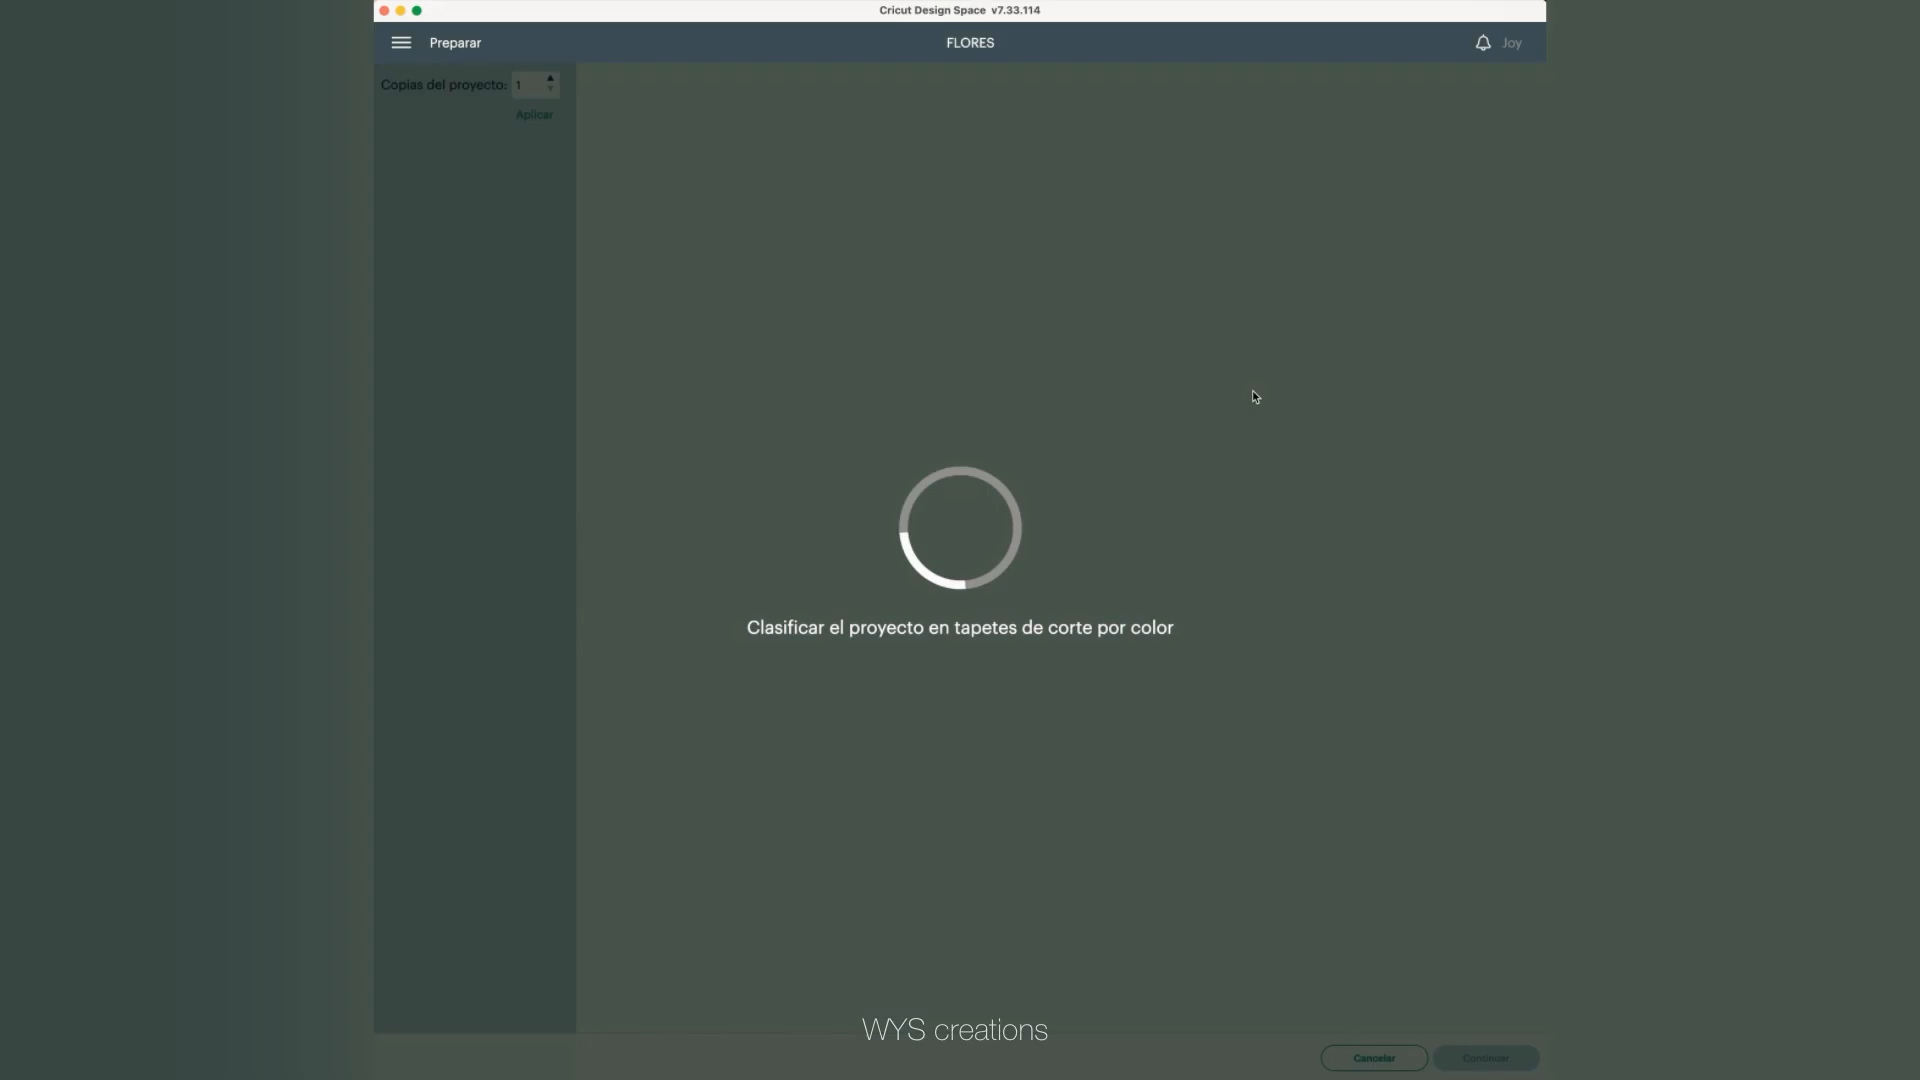 Cricut Design Space v7.33.114
Preparar
FLORES
Joy
Copias del proyecto: 1
Aplicar
Clasificar el proyecto en tapetes de corte por color
WYS creations
Cancelar
Continuar